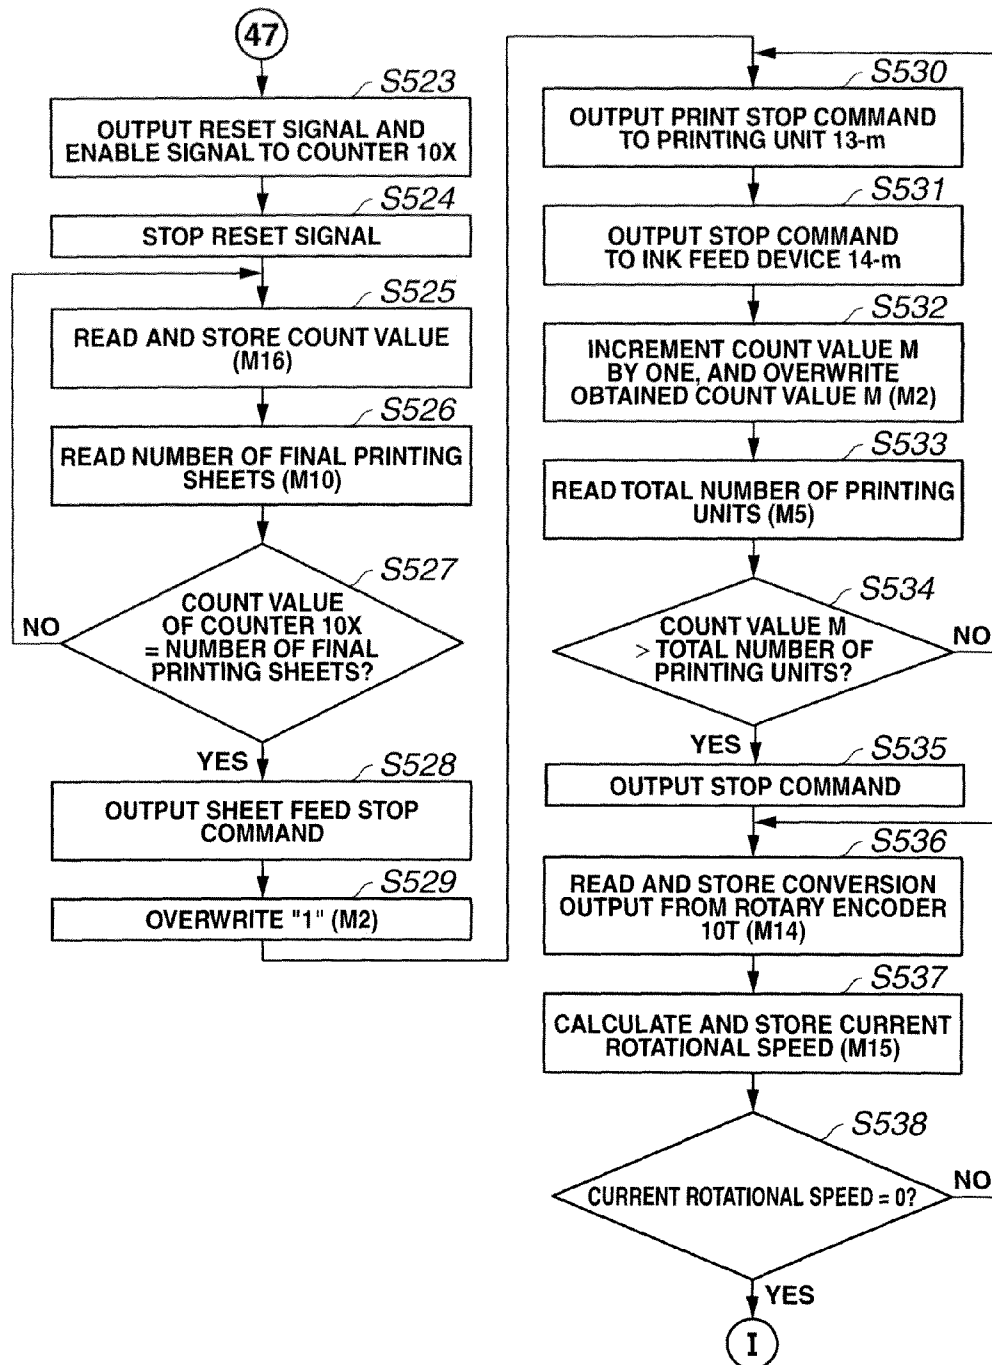 47
S523
OUTPUT RESET SIGNAL AND
ENABLE SIGNAL TO COUNTER 10X
S524
STOP RESET SIGNAL
S525
READ AND STORE COUNT VALUE
(M16)
S526
READ NUMBER OF FINAL PRINTING
SHEETS (M10)
S527
COUNT VALUE
OF COUNTER 10X
= NUMBER OF FINAL
PRINTING SHEETS?
NO
YES
S528
OUTPUT SHEET FEED STOP
COMMAND
S529
OVERWRITE "1" (M2)
S530
OUTPUT PRINT STOP COMMAND
TO PRINTING UNIT 13-m
S531
OUTPUT STOP COMMAND
TO INK FEED DEVICE 14-m
S532
INCREMENT COUNT VALUE M
BY ONE, AND OVERWRITE
OBTAINED COUNT VALUE M (M2)
S533
READ TOTAL NUMBER OF PRINTING
UNITS (M5)
S534
COUNT VALUE M
> TOTAL NUMBER OF
PRINTING UNITS?
NO
YES
S535
OUTPUT STOP COMMAND
S536
READ AND STORE CONVERSION
OUTPUT FROM ROTARY ENCODER
10T (M14)
S537
CALCULATE AND STORE CURRENT
ROTATIONAL SPEED (M15)
S538
CURRENT ROTATIONAL SPEED = 0?
NO
YES
I